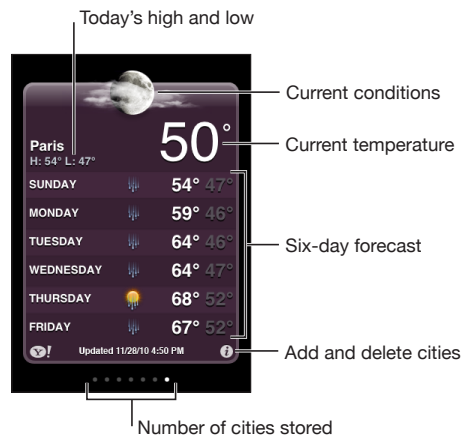 Today's high and low
Current conditions
50°
Current temperature
Paris
H: 54° L: 47°
SUNDAY 54° 47°
MONDAY 59° 46°
TUESDAY 64° 46°
Six-day forecast
WEDNESDAY 64° 47°
THURSDAY 68° 52°
FRIDAY 67° 52°
Y! Updated 11/28/10 4:50 PM i
Add and delete cities
Number of cities stored